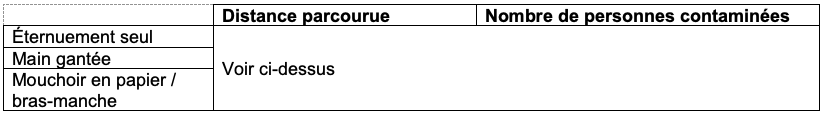 Distance parcourue Nombre de personnes contaminées
Éternuement seul
Main gantée
Mouchoir en papier /
bras-manche
Voir ci-dessus